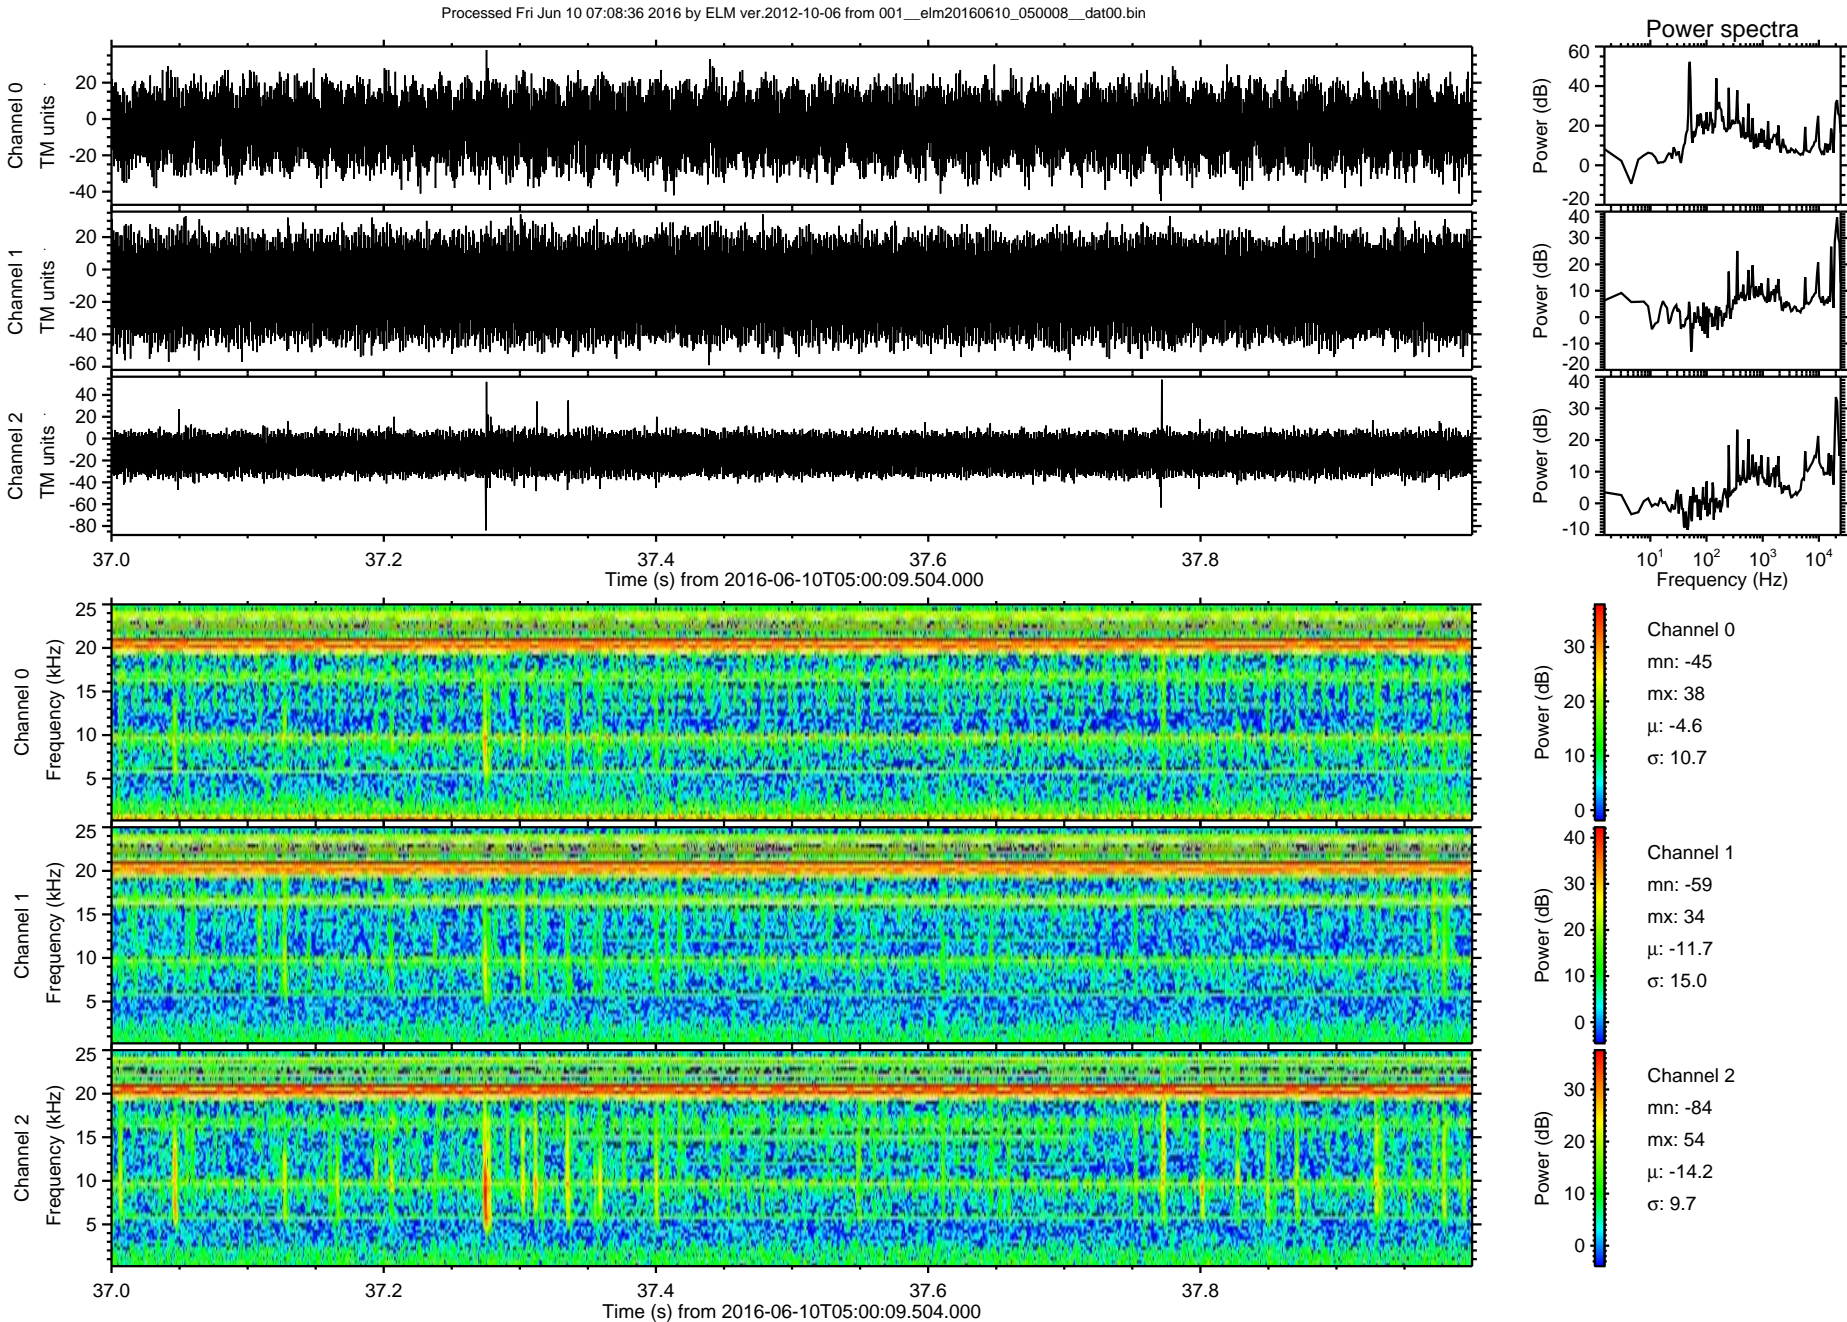 Processed Fri Jun 10 07:08:36 2016 by ELM ver.2012-10-06 from 001__elm20160610_050008__dat00.bin
Power spectra
Channel 0
TM units
20
0
-20
-40
Power (dB)
60
40
20
0
-20
Channel 1
TM units
20
0
-20
-40
-60
Power (dB)
40
30
20
10
0
-10
-20
Channel 2
TM units
40
20
0
-20
-40
-60
-80
Power (dB)
40
30
20
10
0
-10
37.0 37.2 37.4 37.6 37.8
Time (s) from 2016-06-10T05:00:09.504.000
10^1 10^2 10^3 10^4
Frequency (Hz)
Channel 0
Frequency (kHz)
25
20
15
10
5
Power (dB)
30
20
10
0
Channel 0
mn: -45
mx: 38
μ: -4.6
σ: 10.7
Channel 1
Frequency (kHz)
25
20
15
10
5
Power (dB)
40
30
20
10
0
Channel 1
mn: -59
mx: 34
μ: -11.7
σ: 15.0
Channel 2
Frequency (kHz)
25
20
15
10
5
Power (dB)
30
20
10
0
Channel 2
mn: -84
mx: 54
μ: -14.2
σ: 9.7
37.0 37.2 37.4 37.6 37.8
Time (s) from 2016-06-10T05:00:09.504.000